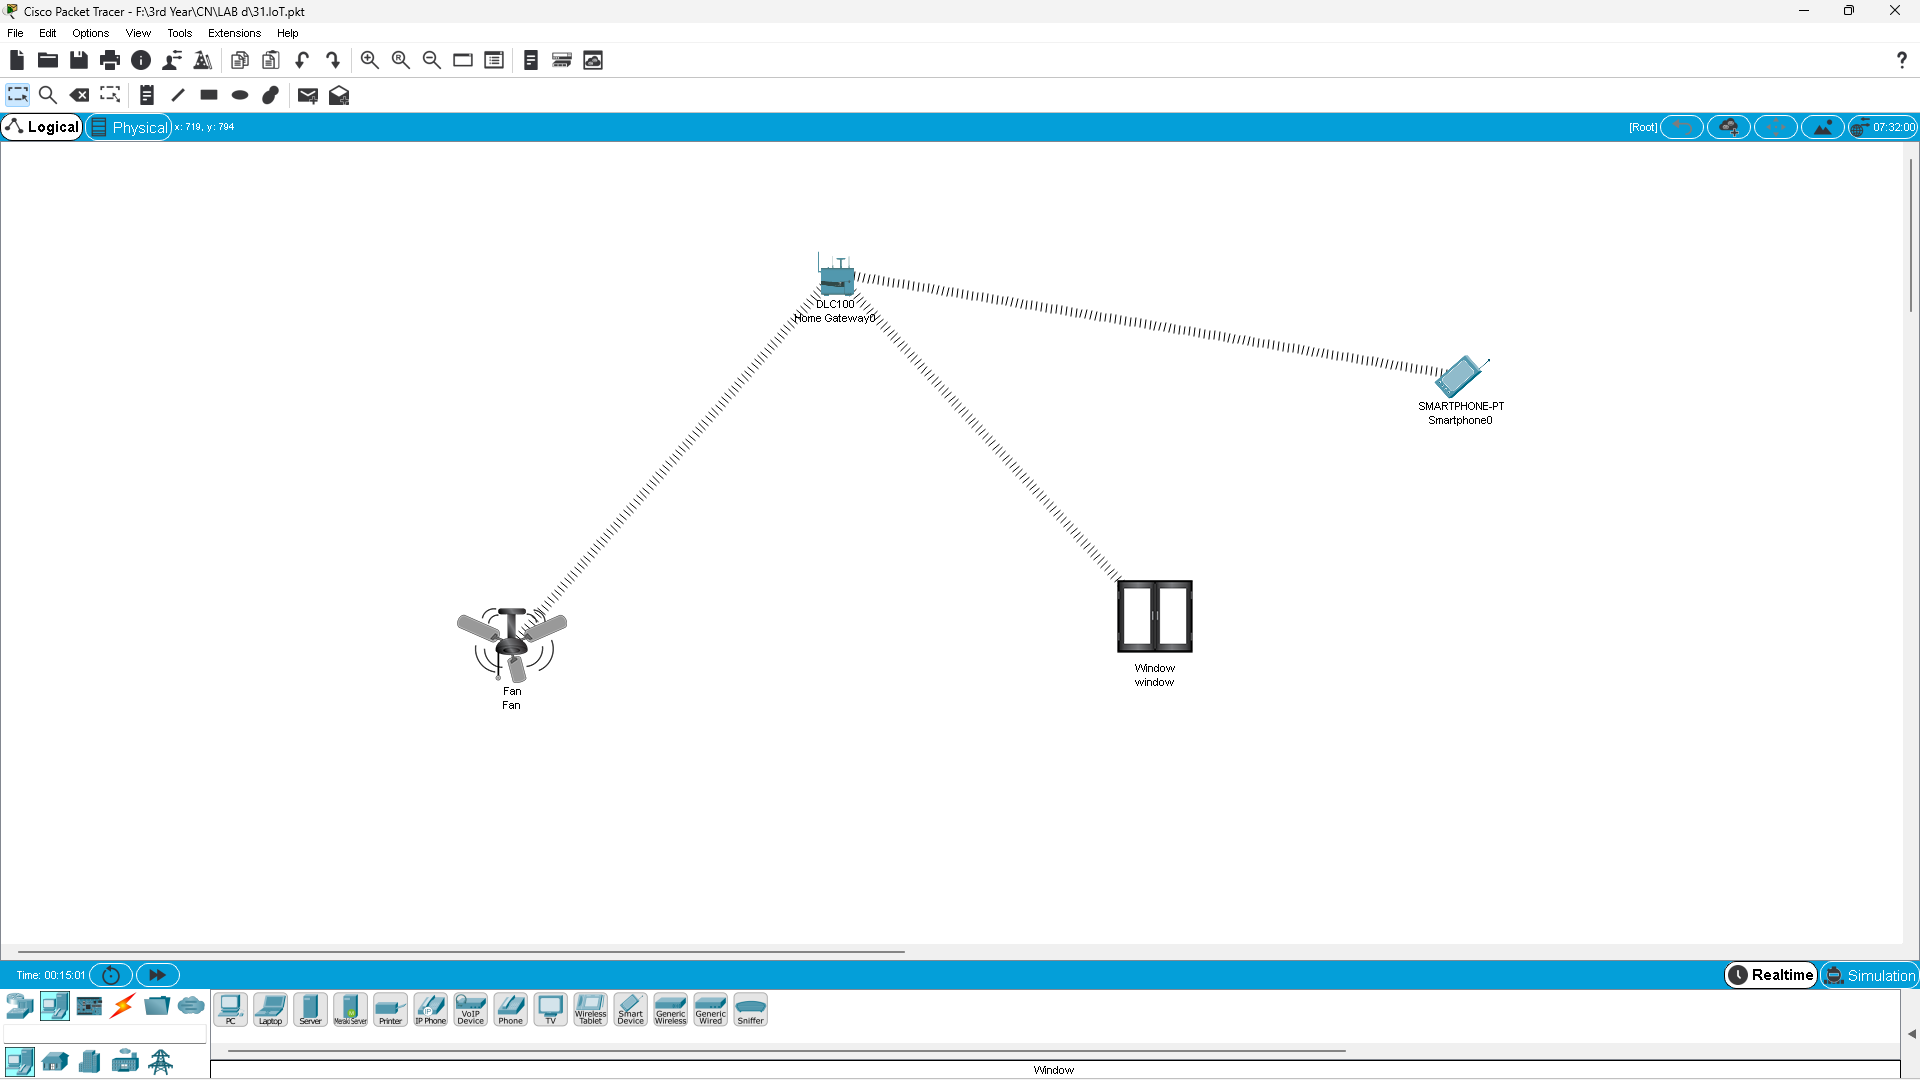 Cisco Packet Tracer - F:\3rd Year\CN\LAB d\31.IoT.pkt
File Edit Options View Tools Extensions Help
Logical Physical x: 719, y: 794 [Root] 07:32:00
DLC100
Home Gateway0
SMARTPHONE-PT
Smartphone0
Window
window
Fan
Fan
Time: 00:15:01 Realtime Simulation
PC Laptop Server Meraki Server Printer IP Phone VoIP Device Phone TV Wireless Tablet Smart Device Generic Wireless Generic Wired Sniffer
Window